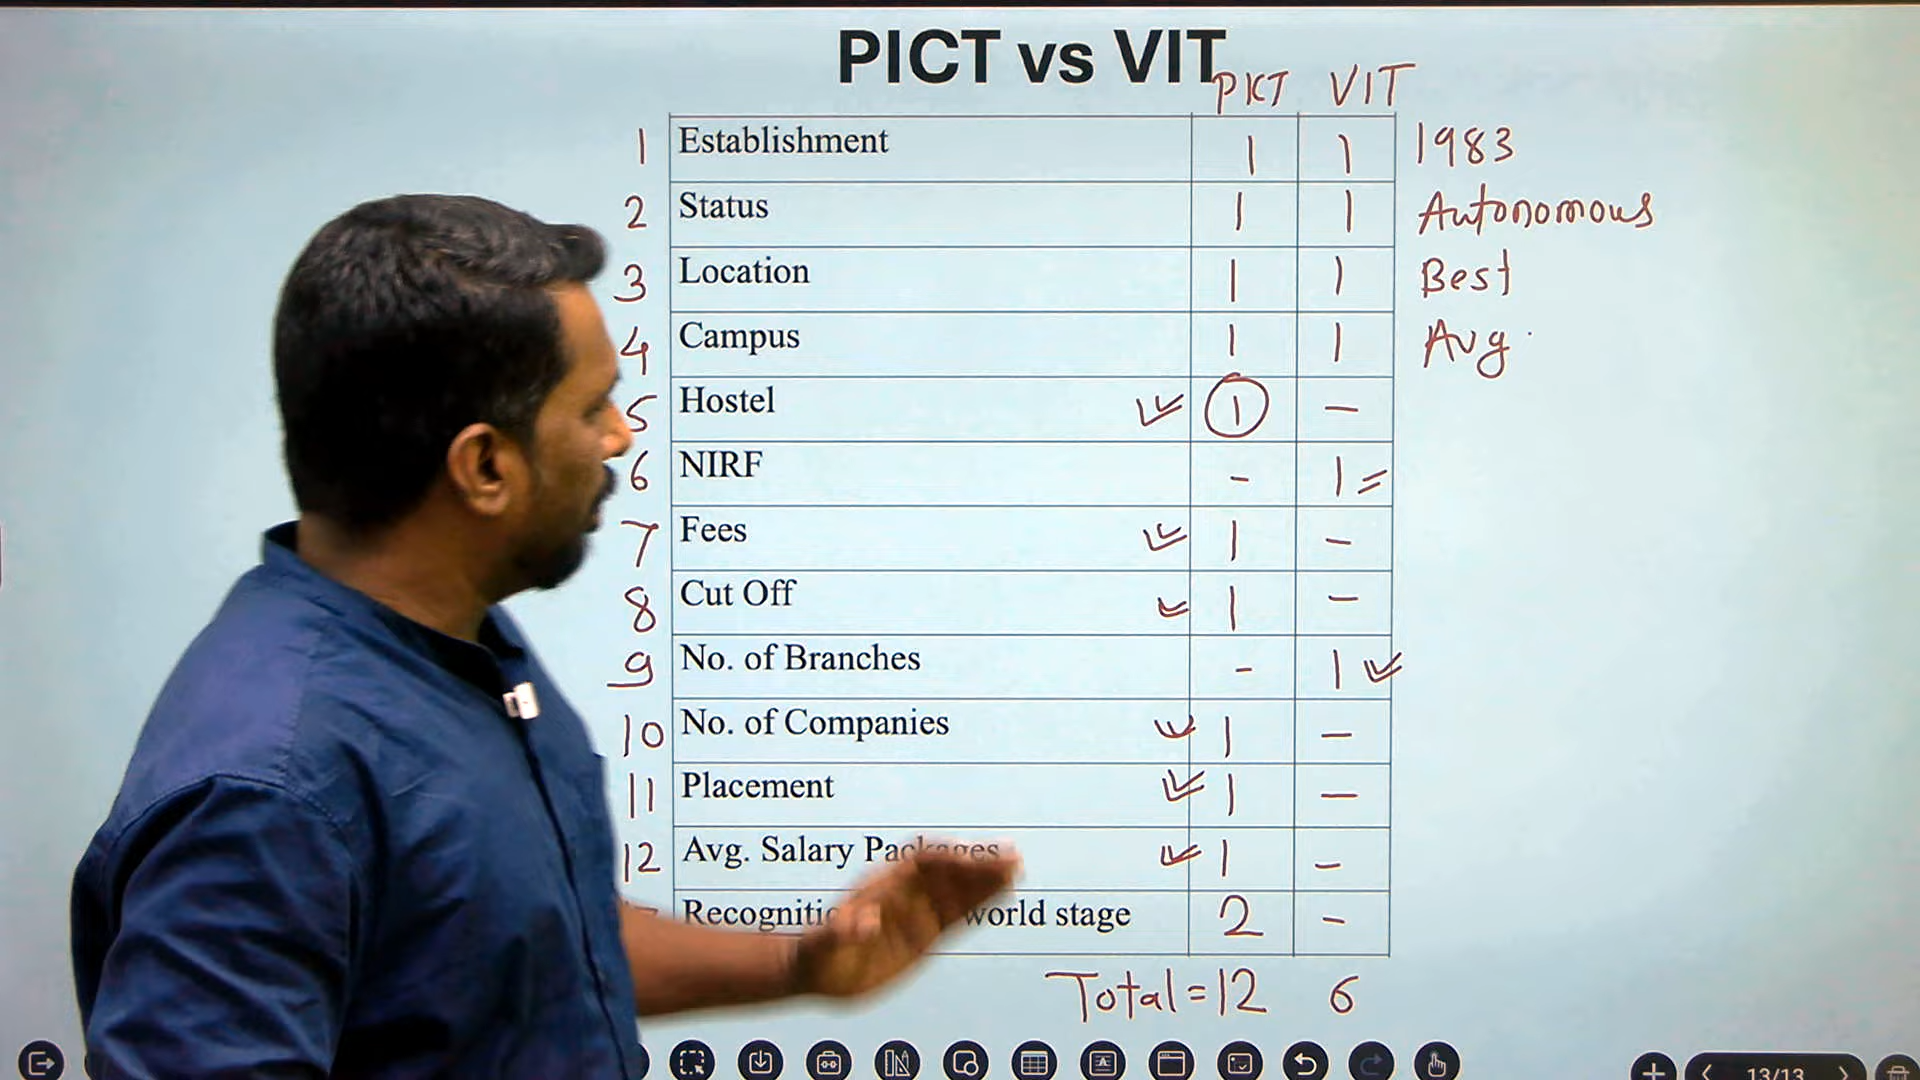 PICT vs VIT
PICT VIT
1 Establishment 1 1 1983
2 Status 1 1 Autonomous
3 Location 1 1 Best
4 Campus 1 1 Avg.
5 Hostel 1 -
6 NIRF - 1
7 Fees 1 -
8 Cut Off 1 -
9 No. of Branches - 1
10 No. of Companies 1 -
11 Placement 1 -
12 Avg. Salary Packages 1 -
world stage 2 -
Total = 12 6
13/13